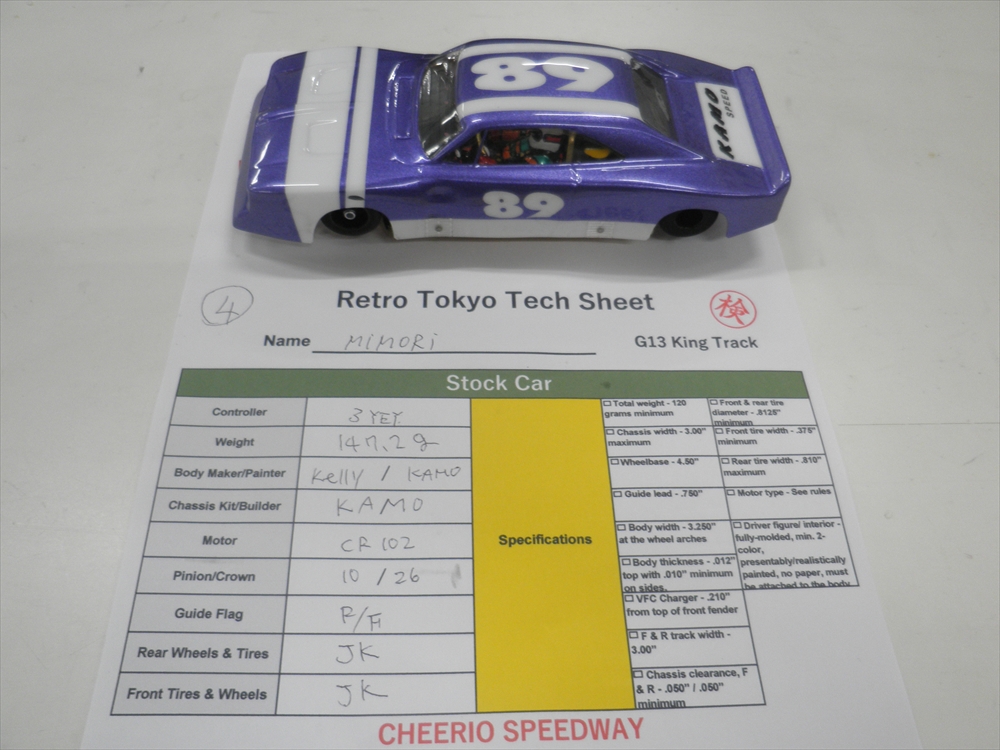 89
KAMO
SPEED
89
4
Retro Tokyo Tech Sheet
検
Name MIMORI
G13 King Track
Stock Car
Controller 3 YEY
Weight 147.2g
Body Maker/Painter Kelly / KAMO
Chassis Kit/Builder KAMO
Motor CR102
Pinion/Crown 10 / 26
Guide Flag
Rear Wheels & Tires JK
Front Tires & Wheels JK
Specifications
Total weight - 120
grams minimum
Chassis width - 3.00"
maximum
Wheelbase - 4.50"
Guide lead - .750"
Body width - 3.250"
at the wheel arches
Body thickness - .012"
top with .010" minimum
on sides.
VFC Charger - .210"
from top of front fender
F & R track width -
3.00"
Chassis clearance, F
& R - .050" / .050"
minimum
Front & rear tire
diameter - .8125"
minimum
Front tire width - .375"
minimum
Rear tire width - .810"
maximum
Motor type - See rules
Driver figure/ interior -
fully-molded, min. 2-
color,
presentably/realistically
painted, no paper, must
be attached to the body
CHEERIO SPEEDWAY